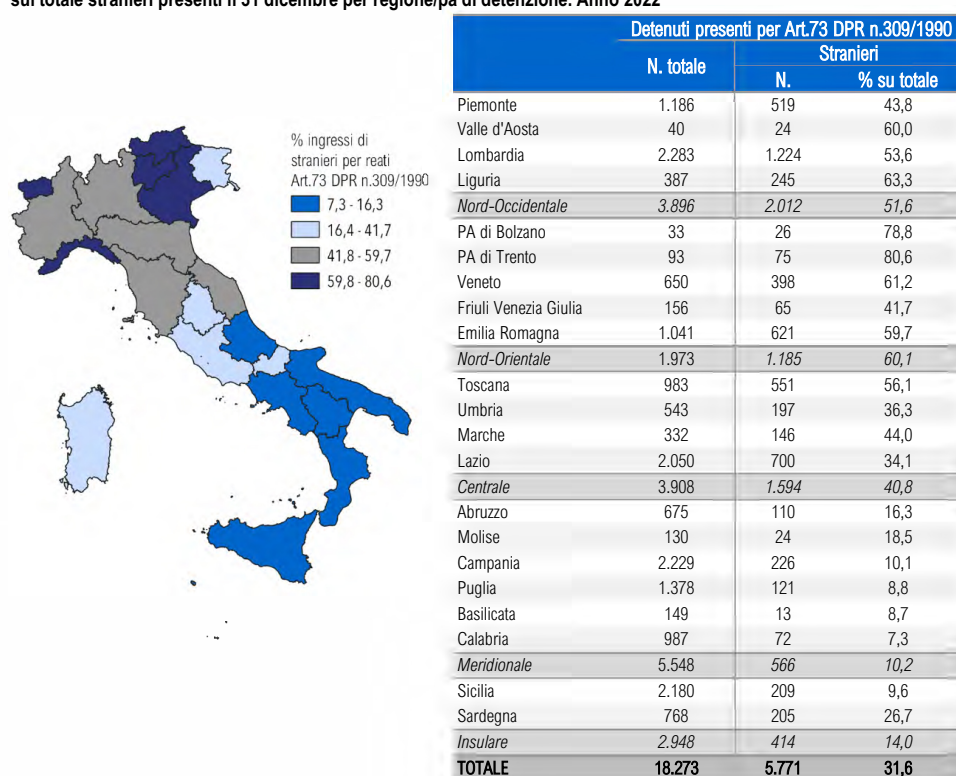 sul totale stranieri presenti il 31 dicembre per regione/pa di detenzione. Anno 2022
% ingressi di
stranieri per reati
Art.73 DPR n.309/1990
7,3 - 16,3
16,4 - 41,7
41,8 - 59,7
59,8 - 80,6
Detenuti presenti per Art.73 DPR n.309/1990
N. totale Stranieri
N. % su totale
Piemonte 1.186 519 43,8
Valle d'Aosta 40 24 60,0
Lombardia 2.283 1.224 53,6
Liguria 387 245 63,3
Nord-Occidentale 3.896 2.012 51,6
PA di Bolzano 33 26 78,8
PA di Trento 93 75 80,6
Veneto 650 398 61,2
Friuli Venezia Giulia 156 65 41,7
Emilia Romagna 1.041 621 59,7
Nord-Orientale 1.973 1.185 60,1
Toscana 983 551 56,1
Umbria 543 197 36,3
Marche 332 146 44,0
Lazio 2.050 700 34,1
Centrale 3.908 1.594 40,8
Abruzzo 675 110 16,3
Molise 130 24 18,5
Campania 2.229 226 10,1
Puglia 1.378 121 8,8
Basilicata 149 13 8,7
Calabria 987 72 7,3
Meridionale 5.548 566 10,2
Sicilia 2.180 209 9,6
Sardegna 768 205 26,7
Insulare 2.948 414 14,0
TOTALE 18.273 5.771 31,6